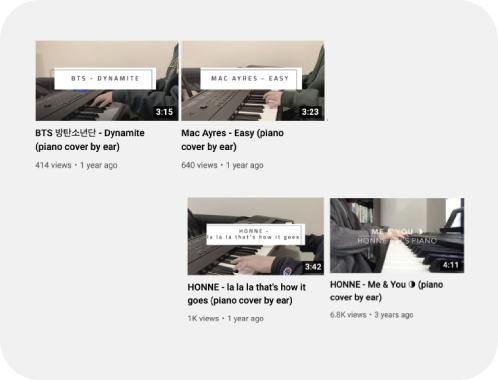 BTS - DYNAMITE
3:15
BTS 방탄소년단 - Dynamite
(piano cover by ear)
414 views • 1 year ago
MAC AYRES - EASY
3:23
Mac Ayres - Easy (piano
cover by ear)
640 views • 1 year ago
HONNE -
la la la that's how it goes
3:42
HONNE - la la la that's how it
goes (piano cover by ear)
1K views • 1 year ago
ME & YOU ◑
PIANO
4:11
HONNE - Me & You ◑ (piano
cover by ear)
6.8K views • 3 years ago